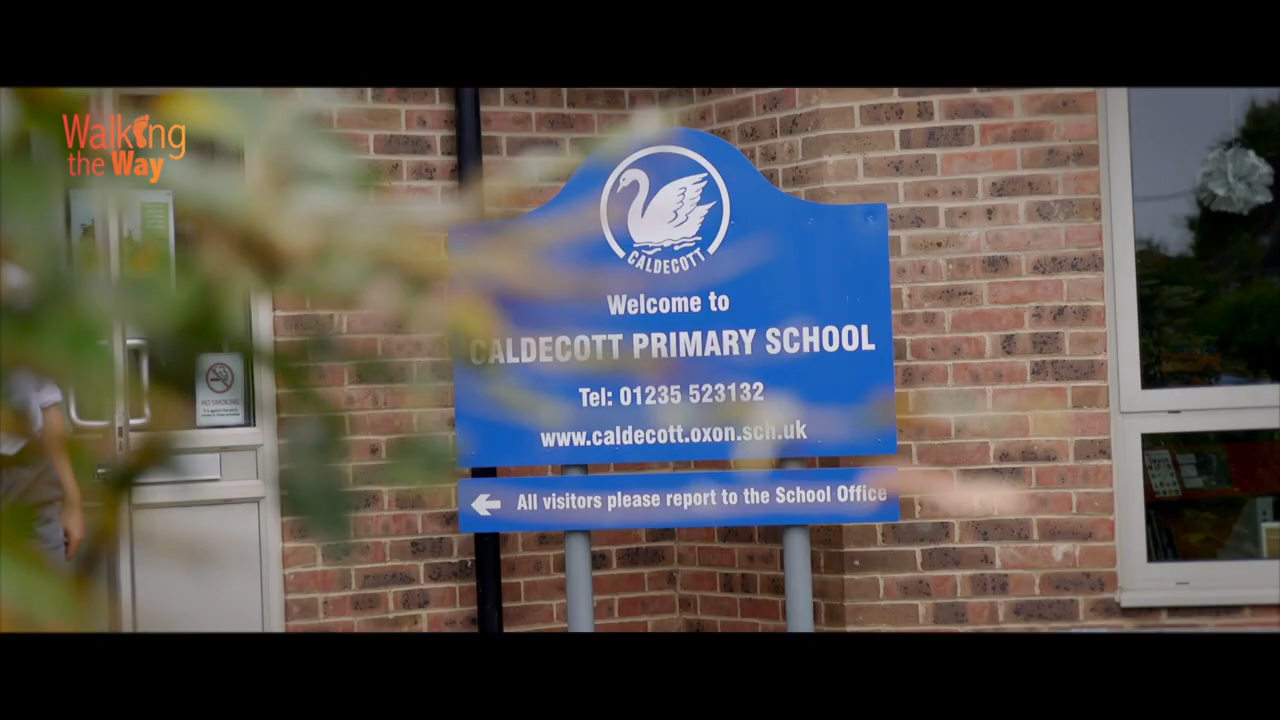 Walking
the Way
CALDECOTT
Welcome to
CALDECOTT PRIMARY SCHOOL
Tel: 01235 523132
www.caldecott.oxon.sch.uk
All visitors please report to the School Office
NO SMOKING